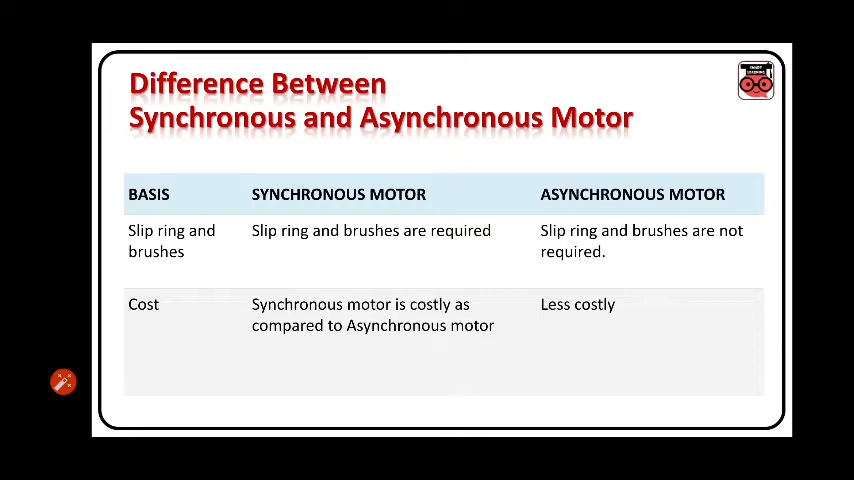 Difference Between
Synchronous and Asynchronous Motor
SMART
LEARNING
BASIS SYNCHRONOUS MOTOR ASYNCHRONOUS MOTOR
Slip ring and brushes Slip ring and brushes are required Slip ring and brushes are not required.
Cost Synchronous motor is costly as compared to Asynchronous motor Less costly